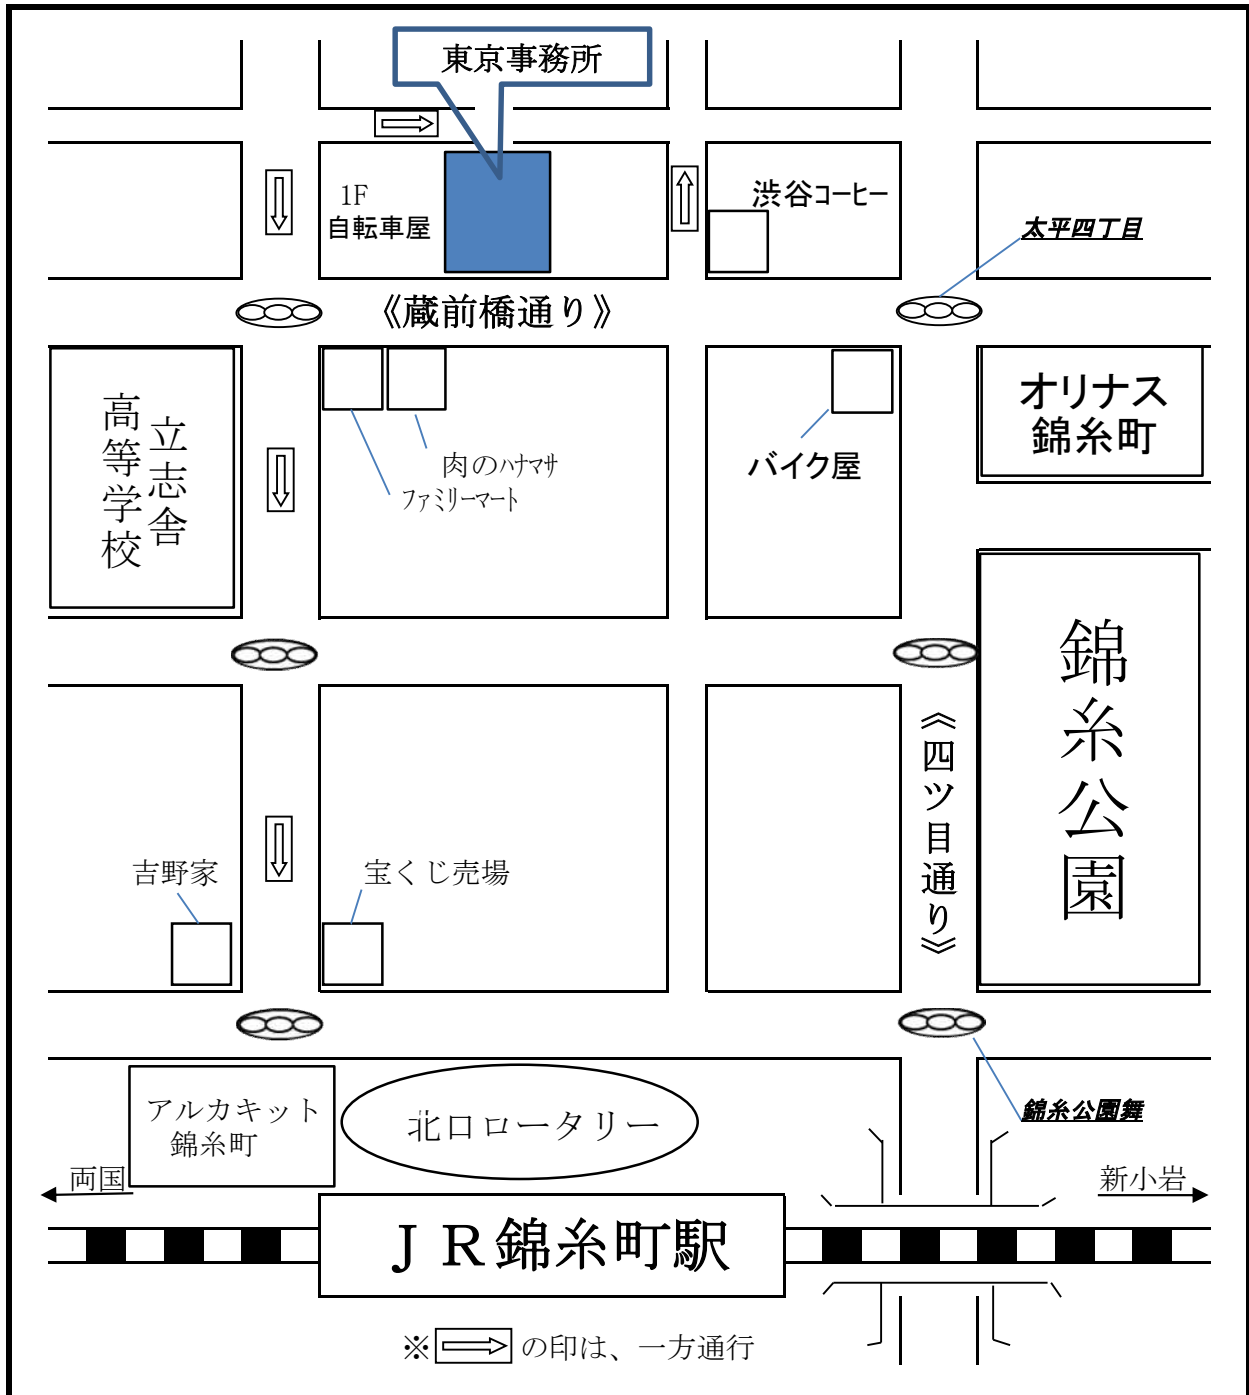 東京事務所
1F
自転車屋
渋谷コーヒー
太平四丁目
《蔵前橋通り》
立志舎
高等学校
肉のハナマサ
ファミリーマート
バイク屋
オリナス
錦糸町
錦糸公園
《四ツ目通り》
吉野家
宝くじ売場
アルカキット
錦糸町
北口ロータリー
錦糸公園舞
両国
新小岩
ＪＲ錦糸町駅
※の印は、一方通行